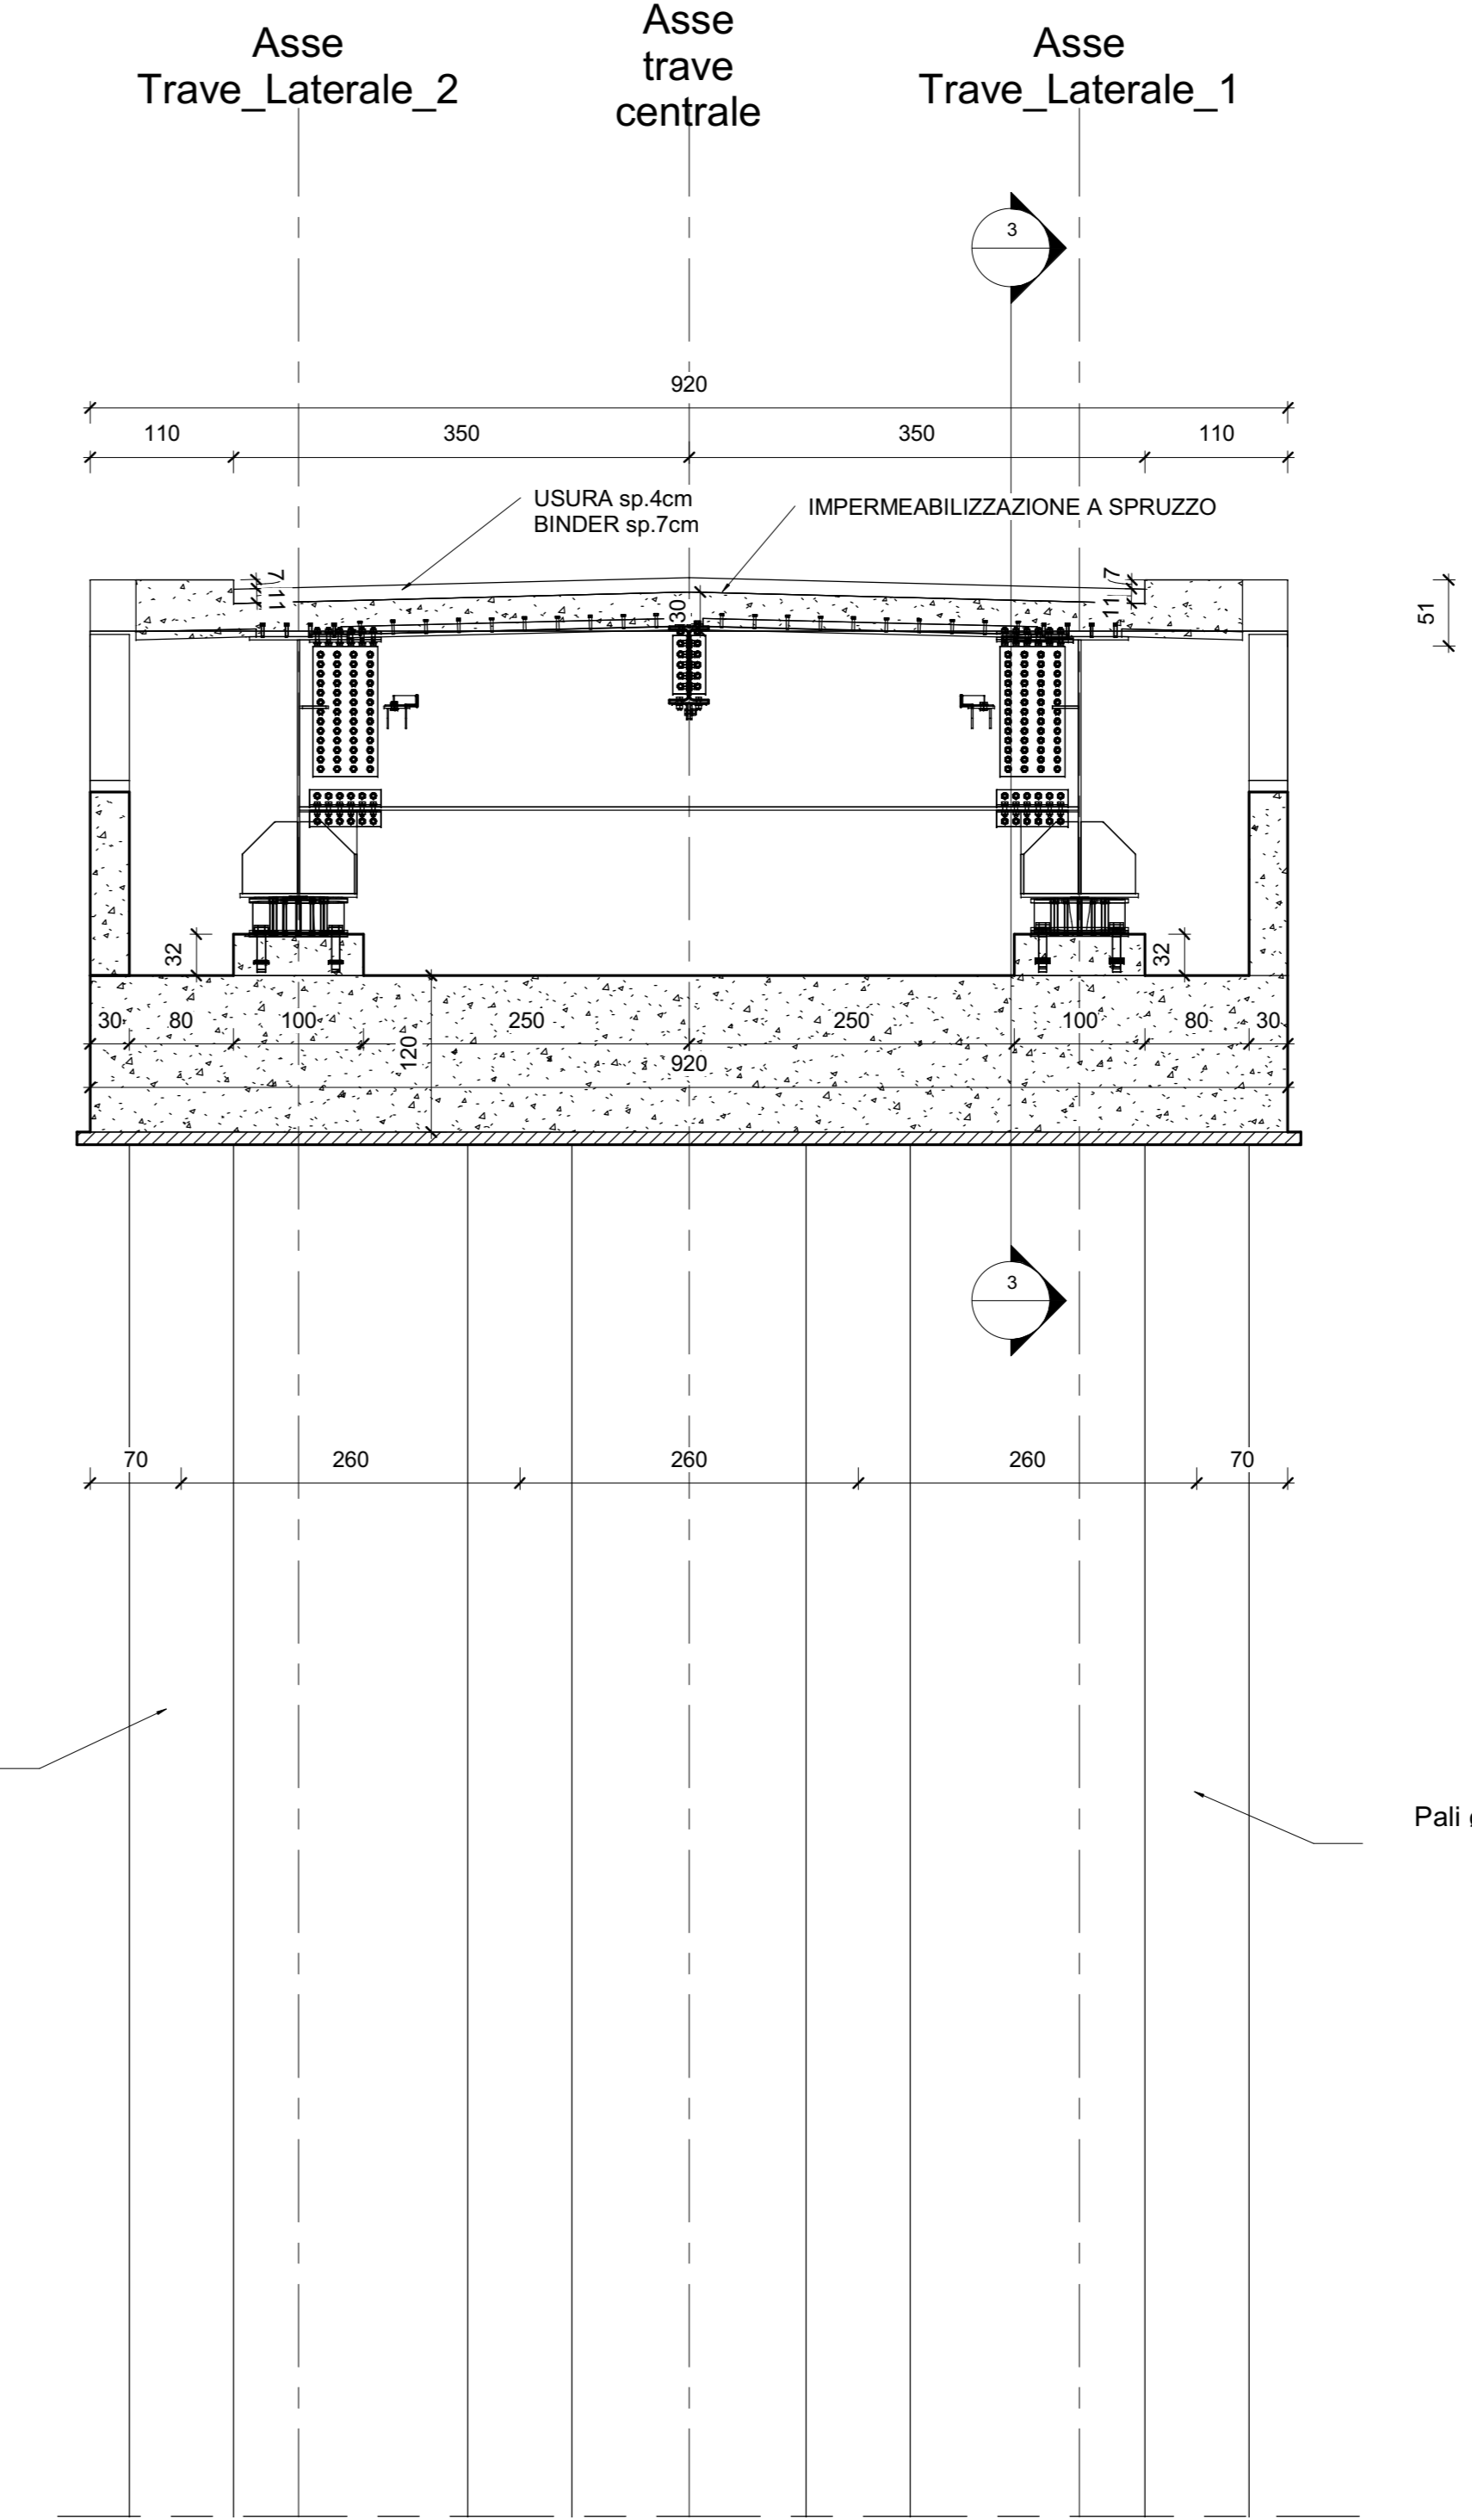 Asse
Trave_Laterale_2
Asse
trave
centrale
Asse
Trave_Laterale_1
3
920
110
350
350
110
USURA sp.4cm
BINDER sp.7cm
IMPERMEABILIZZAZIONE A SPRUZZO
7
11
30
7
11
51
32
32
30
80
100
250
250
100
80
30
120
920
3
70
260
260
260
70
Pali